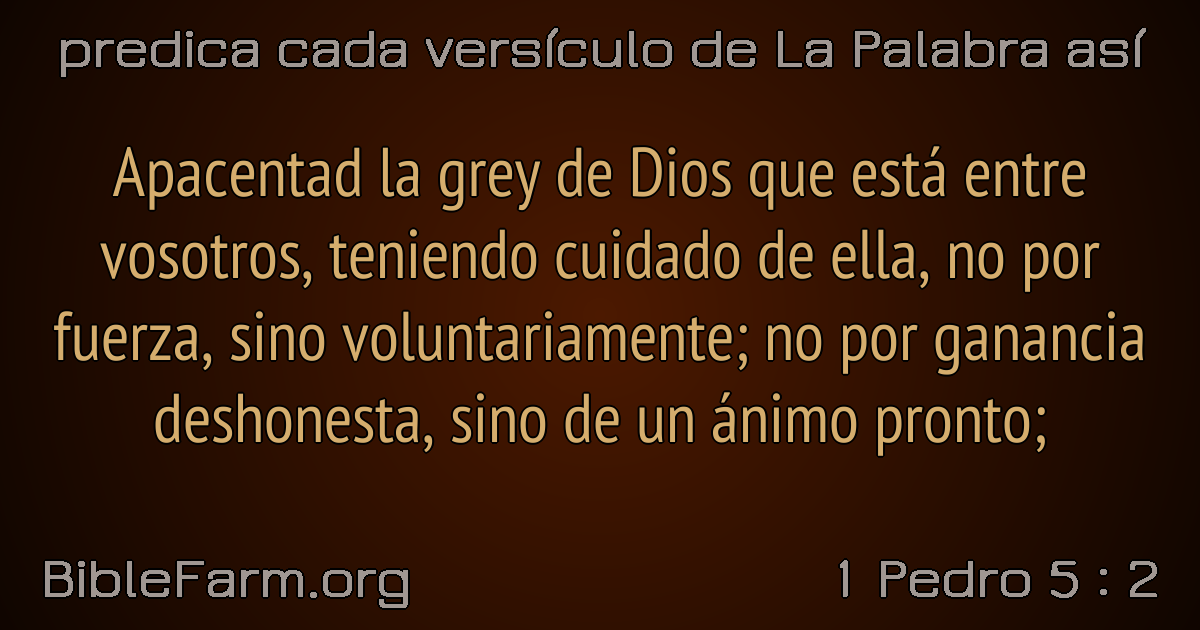 predica cada versículo de La Palabra así
Apacentad la grey de Dios que está entre
vosotros, teniendo cuidado de ella, no por
fuerza, sino voluntariamente; no por ganancia
deshonesta, sino de un ánimo pronto;
BibleFarm.org
1 Pedro 5 : 2